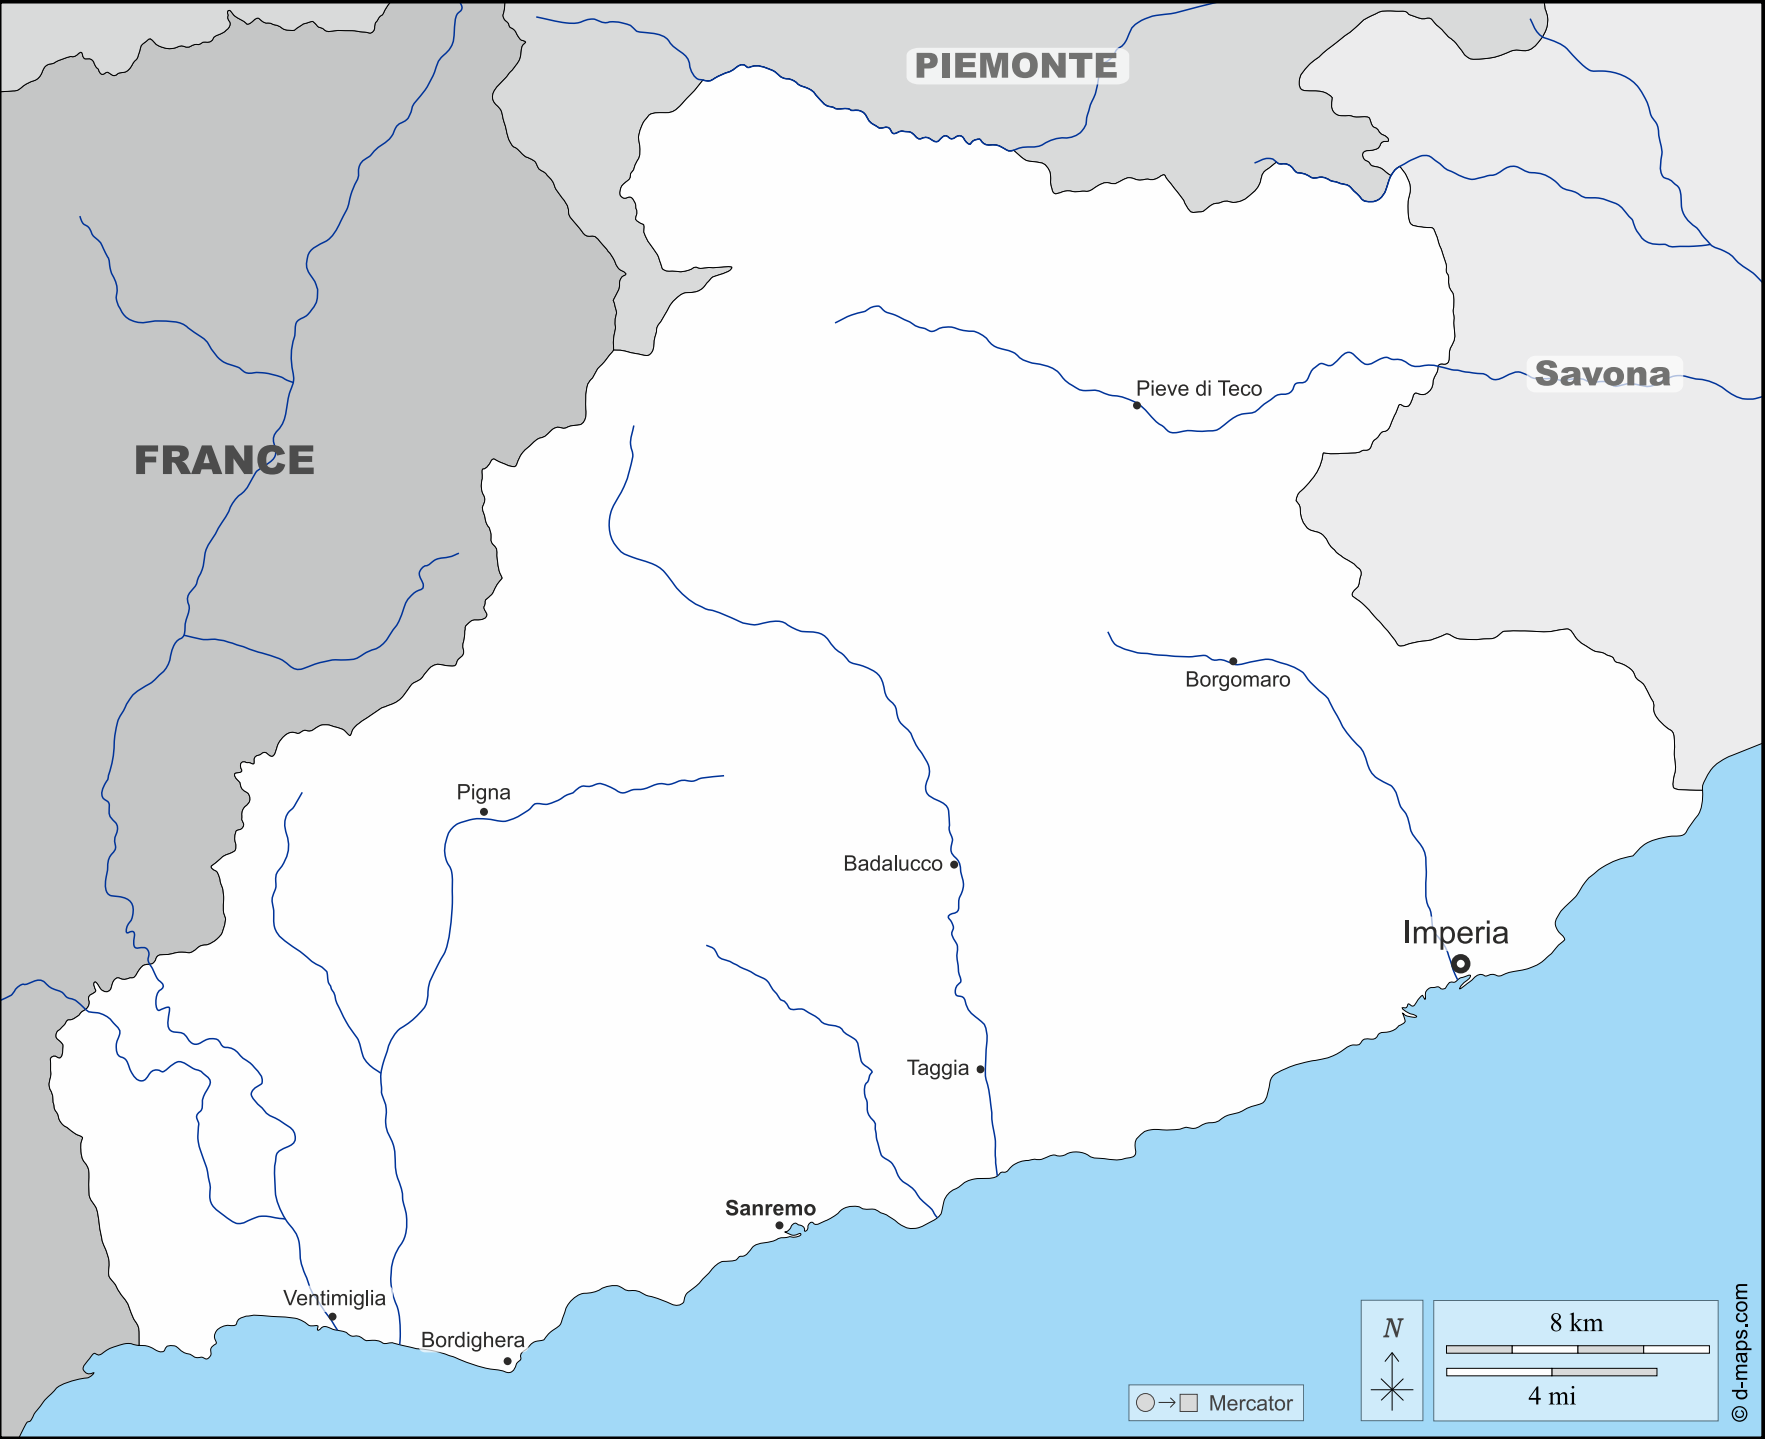 PIEMONTE
Savona
Pieve di Teco
FRANCE
Borgomaro
Pigna
Badalucco
Imperia
Taggia
Sanremo
Ventimiglia
Bordighera
N
8 km
4 mi
Mercator
© d-maps.com